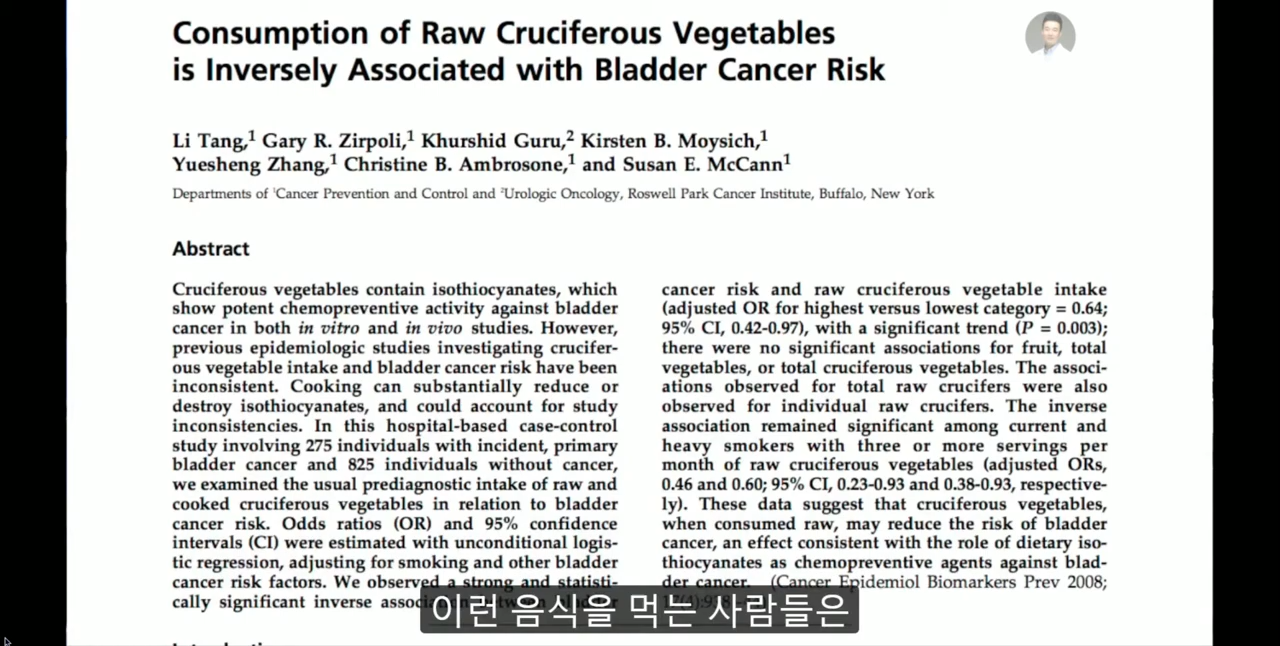 Consumption of Raw Cruciferous Vegetables
is Inversely Associated with Bladder Cancer Risk
Li Tang,¹ Gary R. Zirpoli,¹ Khurshid Guru,² Kirsten B. Moysich,¹
Yuesheng Zhang,¹ Christine B. Ambrosone,¹ and Susan E. McCann¹
Departments of ¹Cancer Prevention and Control and ²Urologic Oncology, Roswell Park Cancer Institute, Buffalo, New York
Abstract
Cruciferous vegetables contain isothiocyanates, which
show potent chemopreventive activity against bladder
cancer in both in vitro and in vivo studies. However,
previous epidemiologic studies investigating crucifer-
ous vegetable intake and bladder cancer risk have been
inconsistent. Cooking can substantially reduce or
destroy isothiocyanates, and could account for study
inconsistencies. In this hospital-based case-control
study involving 275 individuals with incident, primary
bladder cancer and 825 individuals without cancer,
we examined the usual prediagnostic intake of raw and
cooked cruciferous vegetables in relation to bladder
cancer risk. Odds ratios (OR) and 95% confidence
intervals (CI) were estimated with unconditional logis-
tic regression, adjusting for smoking and other bladder
cancer risk factors. We observed a strong and statisti-
cally significant inverse association between bladder
cancer risk and raw cruciferous vegetable intake
(adjusted OR for highest versus lowest category = 0.64;
95% CI, 0.42-0.97), with a significant trend (P = 0.003);
there were no significant associations for fruit, total
vegetables, or total cruciferous vegetables. The associ-
ations observed for total raw crucifers were also
observed for individual raw crucifers. The inverse
association remained significant among current and
heavy smokers with three or more servings per
month of raw cruciferous vegetables (adjusted ORs,
0.46 and 0.60; 95% CI, 0.23-0.93 and 0.38-0.93, respective-
ly). These data suggest that cruciferous vegetables,
when consumed raw, may reduce the risk of bladder
cancer, an effect consistent with the role of dietary iso-
thiocyanates as chemopreventive agents against blad-
der cancer. (Cancer Epidemiol Biomarkers Prev 2008;
이런 음식을 먹는 사람들은